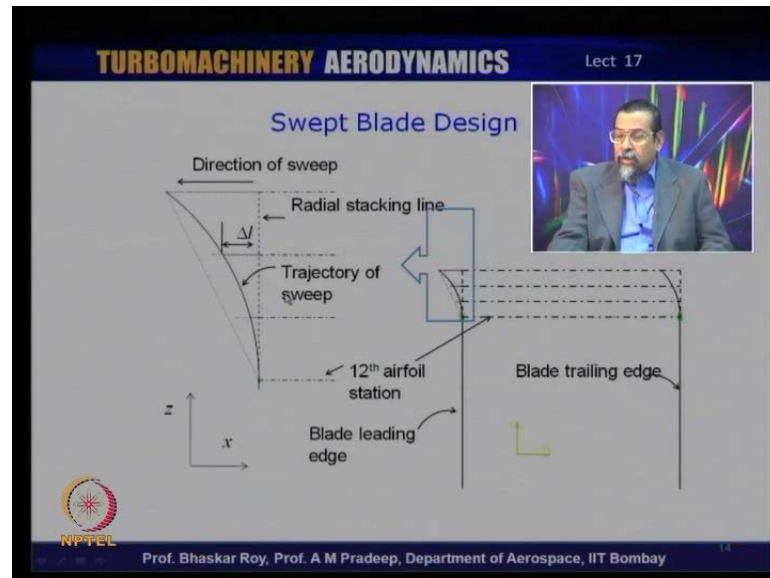 TURBOMACHINERY AERODYNAMICS
Lect 17
Swept Blade Design
Direction of sweep
Radial stacking line
Δl
Trajectory of
sweep
12th airfoil
station
Blade trailing edge
Blade leading
edge
z
x
NPTEL
Prof. Bhaskar Roy, Prof. A M Pradeep, Department of Aerospace, IIT Bombay
14